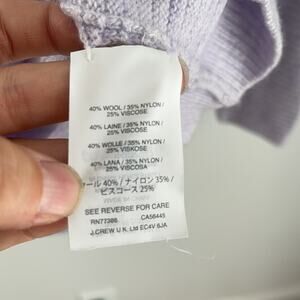 40% WOOL / 35% NYLON /
25% VISCOSE
40% LAINE / 35% NYLON /
25% VISCOSE
40% WOLLE / 35% NYLON /
25% VISKOSE
40% LANA / 35% NYLON /
25% VISCOSA
ール 40% / ナイロン 35% /
ビスコース 25%
SEE REVERSE FOR CARE
RN77388 CA56445
J.CREW U.K. Ltd EC4V 6JA